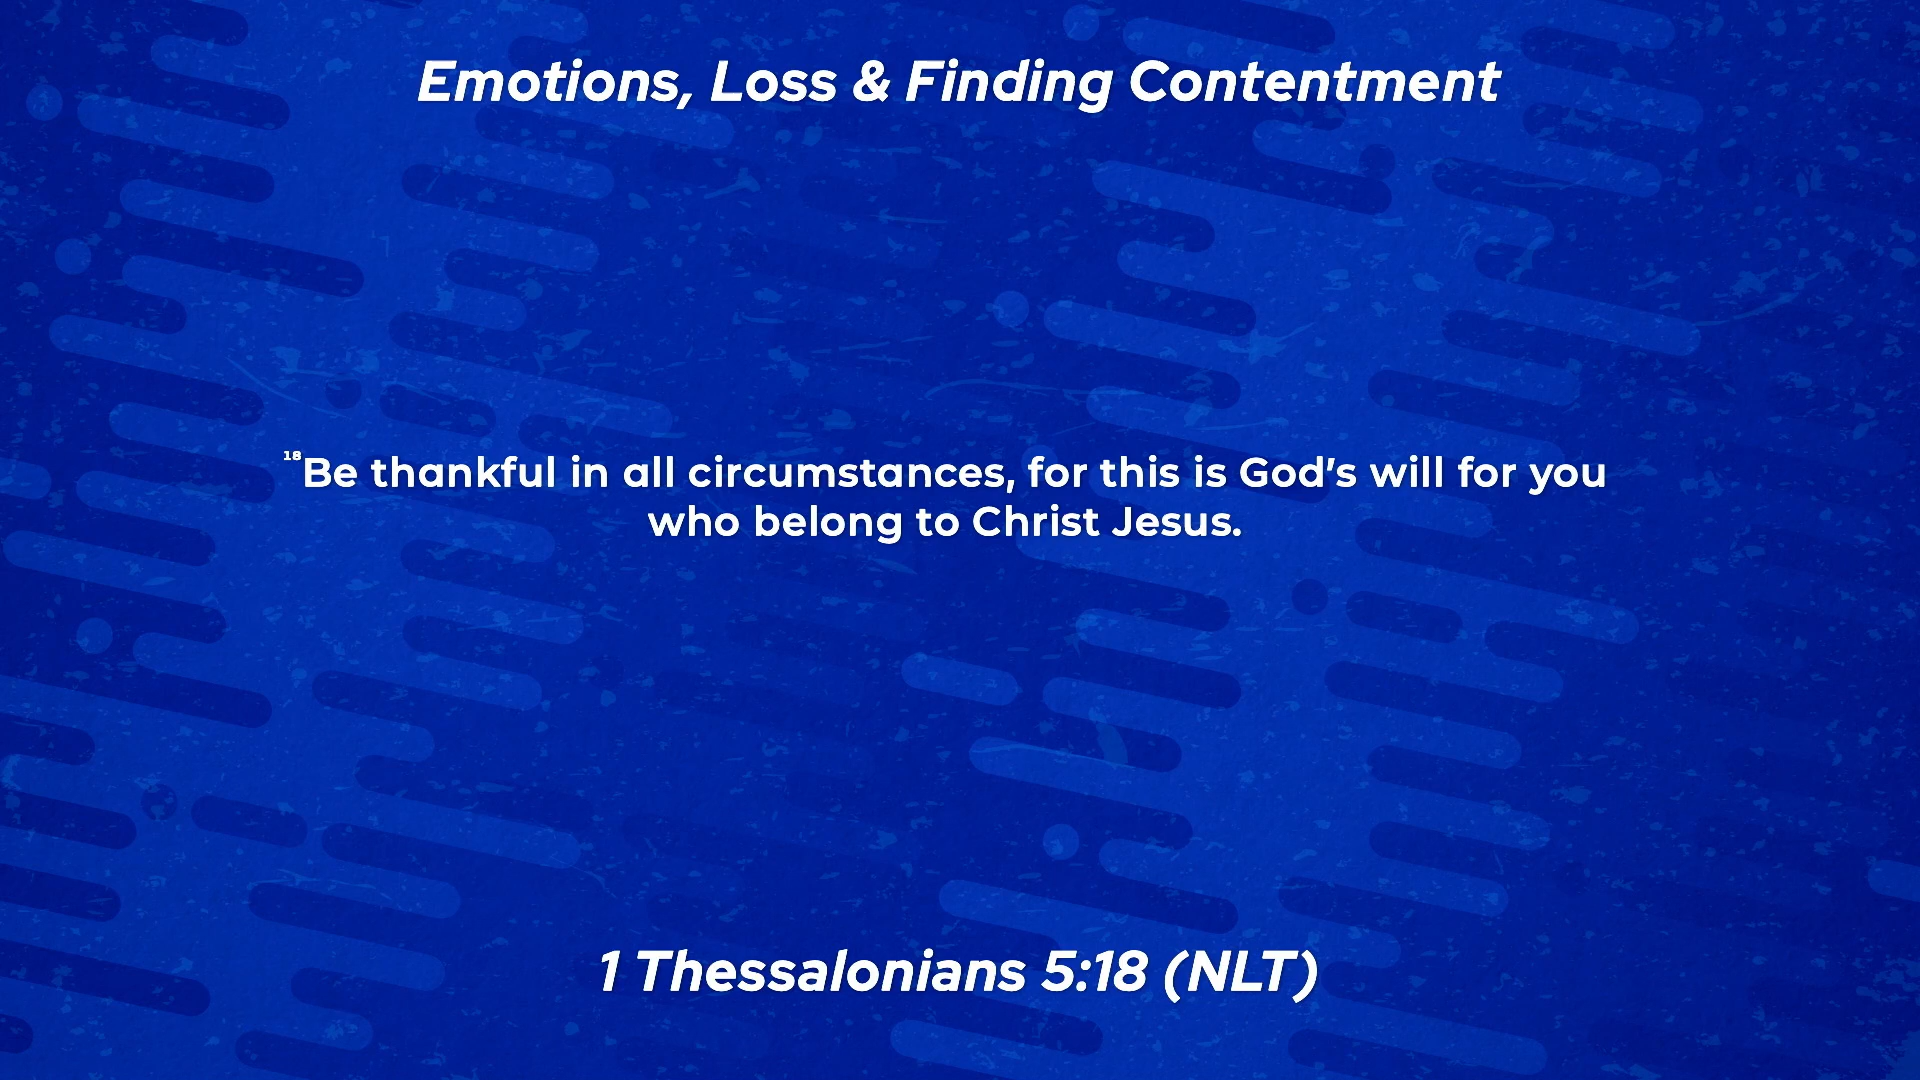 Emotions, Loss & Finding Contentment
¹⁸Be thankful in all circumstances, for this is God’s will for you
who belong to Christ Jesus.
1 Thessalonians 5:18 (NLT)